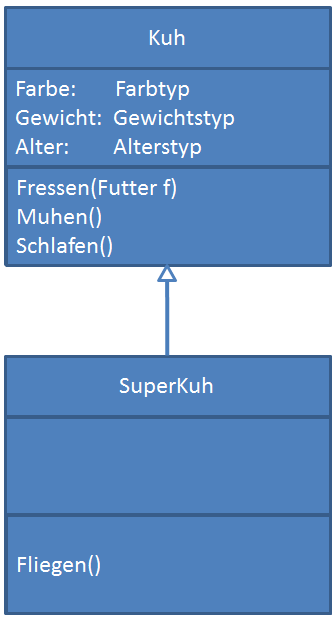 Kuh
Farbe: Farbtyp
Gewicht: Gewichtstyp
Alter: Alterstyp
Fressen(Futter f)
Muhen()
Schlafen()
SuperKuh
Fliegen()